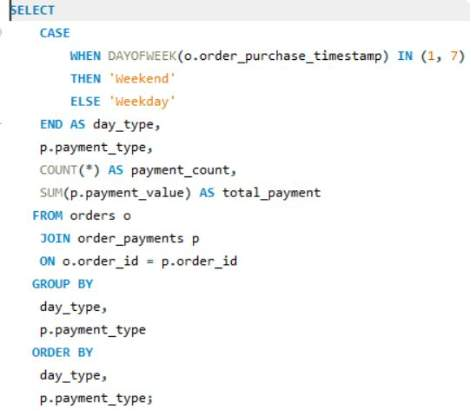 SELECT
CASE
WHEN DAYOFWEEK(o.order_purchase_timestamp) IN (1, 7)
THEN 'Weekend'
ELSE 'Weekday'
END AS day_type,
p.payment_type,
COUNT(*) AS payment_count,
SUM(p.payment_value) AS total_payment
FROM orders o
JOIN order_payments p
ON o.order_id = p.order_id
GROUP BY
day_type,
p.payment_type
ORDER BY
day_type,
p.payment_type;